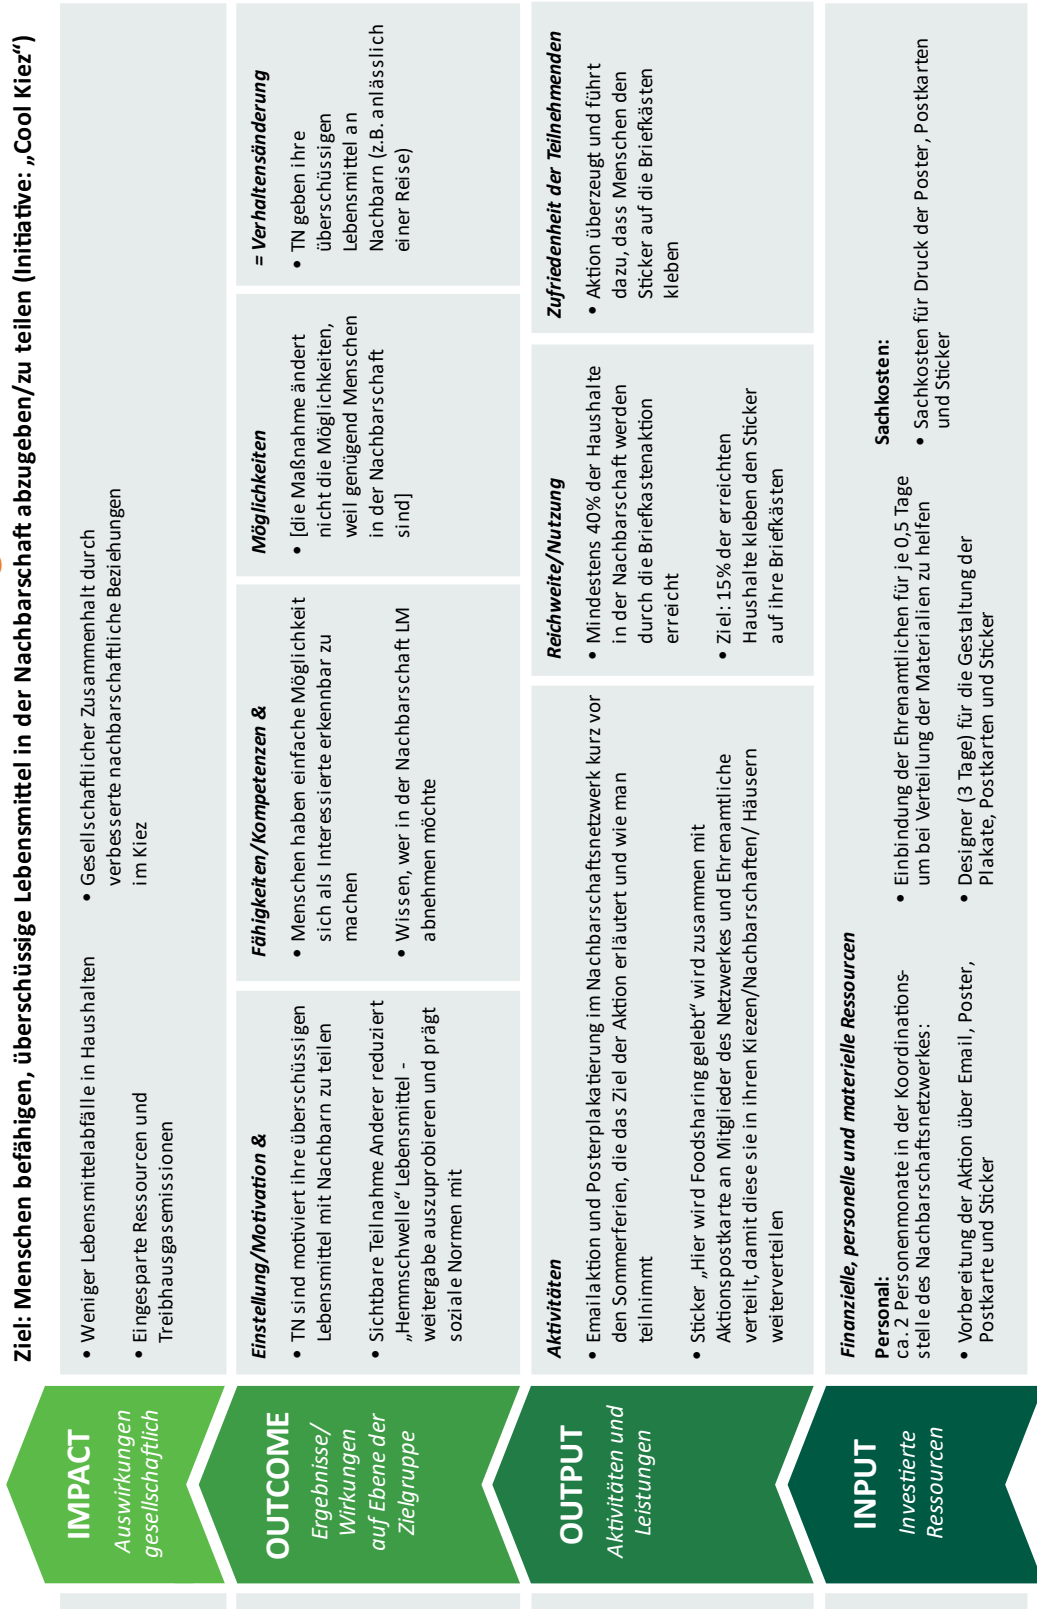 Ziel: Menschen befähigen, überschüssige Lebensmittel in der Nachbarschaft abzugeben/zu teilen (Initiative: „Cool Kiez“)
IMPACT
Auswirkungen
gesellschaftlich
• Weniger Lebensmittelabfälle in Haushalten
• Eingesparte Ressourcen und
Treibhausgasemissionen
• Gesellschaftlicher Zusammenhalt durch
verbesserte nachbarschaftliche Beziehungen
im Kiez
OUTCOME
Ergebnisse/
Wirkungen
auf Ebene der
Zielgruppe
Einstellung/Motivation &
• TN sind motiviert ihre überschüssigen
Lebensmittel mit Nachbarn zu teilen
• Sichtbare Teilnahme Anderer reduziert
„Hemmschwelle“ Lebensmittel -
weitergabe auszuprobieren und prägt
soziale Normen mit
Fähigkeiten/Kompetenzen &
• Menschen haben einfache Möglichkeit
sich als Interessierte erkennbar zu
machen
• Wissen, wer in der Nachbarschaft LM
abnehmen möchte
Möglichkeiten
• [die Maßnahme ändert
nicht die Möglichkeiten,
weil genügend Menschen
in der Nachbarschaft
sind]
= Verhaltensänderung
• TN geben ihre
überschüssigen
Lebensmittel an
Nachbarn (z.B. anlässlich
einer Reise)
OUTPUT
Aktivitäten und
Leistungen
Aktivitäten
• Emailaktion und Posterplakatierung im Nachbarschaftsnetzwerk kurz vor
den Sommerferien, die das Ziel der Aktion erläutert und wie man
teilnimmt
• Sticker „Hier wird Foodsharing gelebt“ wird zusammen mit
Aktionspostkarte an Mitglieder des Netzwerkes und Ehrenamtliche
verteilt, damit diese sie in ihren Kiezen/Nachbarschaften/ Häusern
weiterverteilen
Reichweite/Nutzung
• Mindestens 40% der Haushalte
in der Nachbarschaft werden
durch die Briefkastenaktion
erreicht
• Ziel: 15% der erreichten
Haushalte kleben den Sticker
auf ihre Briefkästen
Zufriedenheit der Teilnehmenden
• Aktion überzeugt und führt
dazu, dass Menschen den
Sticker auf die Briefkästen
kleben
INPUT
Investierte
Ressourcen
Finanzielle, personelle und materielle Ressourcen
Personal:
ca. 2 Personenmonate in der Koordinations-
stelle des Nachbarschaftsnetzwerkes:
• Vorbereitung der Aktion über Email, Poster,
Postkarte und Sticker
• Einbindung der Ehrenamtlichen für je 0,5 Tage
um bei Verteilung der Materialien zu helfen
• Designer (3 Tage) für die Gestaltung der
Plakate, Postkarten und Sticker
Sachkosten:
• Sachkosten für Druck der Poster, Postkarten
und Sticker